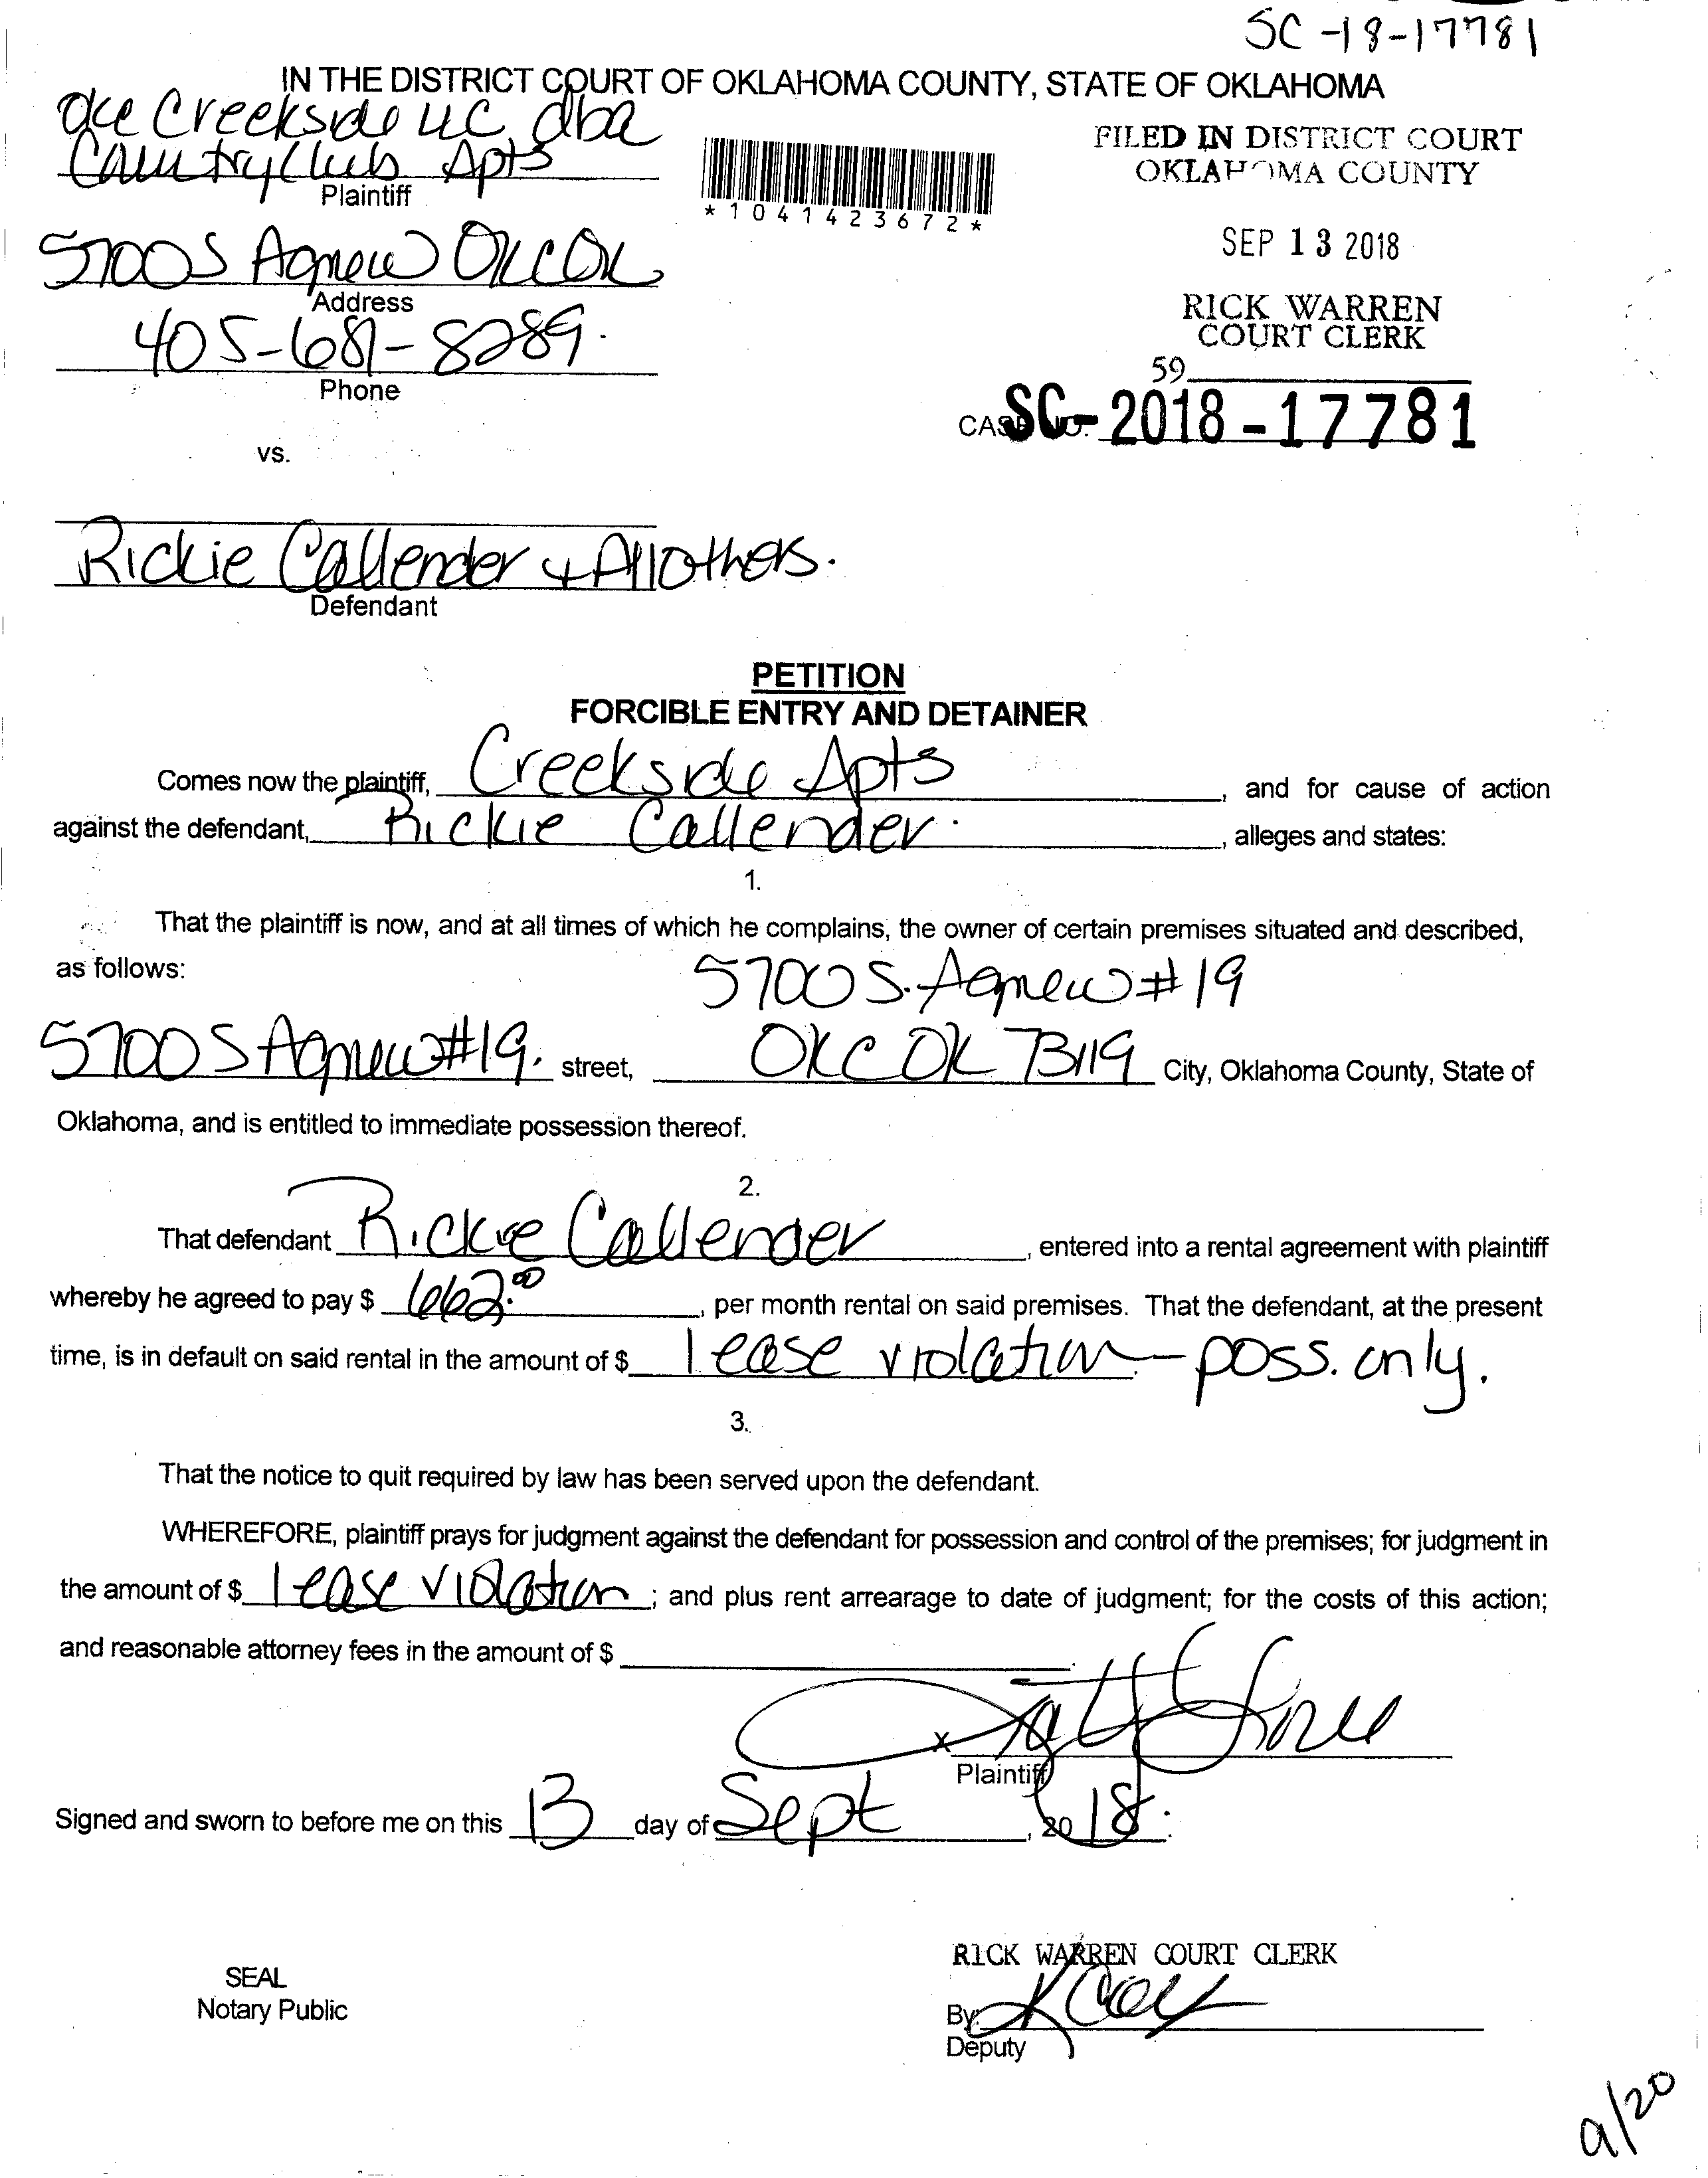 SC-18-17781
IN THE DISTRICT COURT OF OKLAHOMA COUNTY, STATE OF OKLAHOMA
Creekside LLC dba
Country Club Apts
Plaintiff
FILED IN DISTRICT COURT
OKLAHOMA COUNTY
*1041423672*
SEP 13 2018
5700 S Agnew OKC OK
Address
RICK WARREN
COURT CLERK
405-681-8289.
Phone
59
CASE NO. SC-2018-17781
vs.
Rickie Callender + All Others.
Defendant
PETITION
FORCIBLE ENTRY AND DETAINER
Comes now the plaintiff, Creekside Apts, and for cause of action
against the defendant, Rickie Callender, alleges and states:
1.
That the plaintiff is now, and at all times of which he complains, the owner of certain premises situated and described,
as follows: 5700 S. Agnew #19
5700 S Agnew #19. street, OKC OK 73119 City, Oklahoma County, State of
Oklahoma, and is entitled to immediate possession thereof.
2.
That defendant Rickie Callender, entered into a rental agreement with plaintiff
whereby he agreed to pay $ 662.00, per month rental on said premises. That the defendant, at the present
time, is in default on said rental in the amount of $ lease violation - poss. only.
3.
That the notice to quit required by law has been served upon the defendant.
WHEREFORE, plaintiff prays for judgment against the defendant for possession and control of the premises; for judgment in
the amount of $ lease violation; and plus rent arrearage to date of judgment; for the costs of this action;
and reasonable attorney fees in the amount of $
x
Plaintiff
Signed and sworn to before me on this 13 day of Sept, 2018.
RICK WARREN COURT CLERK
SEAL
Notary Public
By:
Deputy
9/20